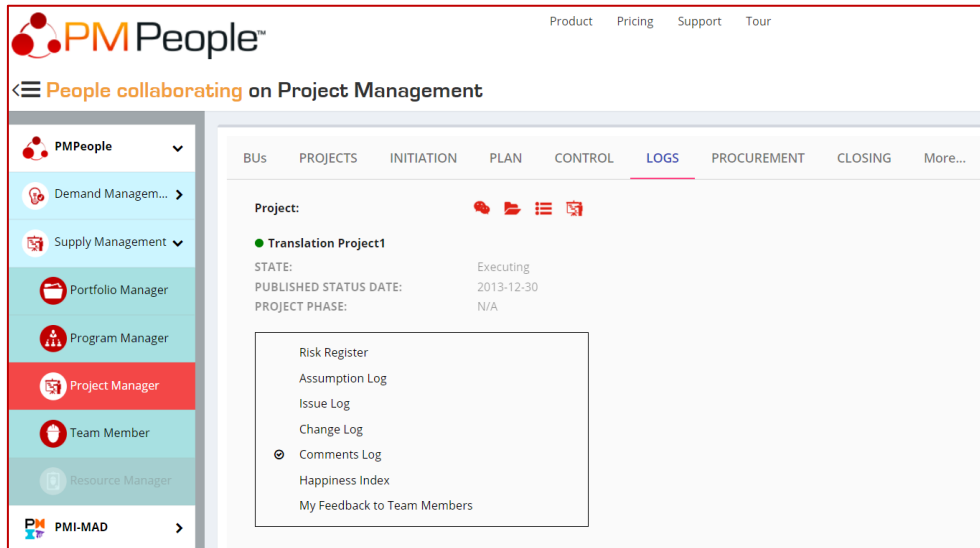 PMPeople™
Product Pricing Support Tour
People collaborating on Project Management
PMPeople
Demand Managem...
Supply Management
Portfolio Manager
Program Manager
Project Manager
Team Member
Resource Manager
PMI-MAD
BUs PROJECTS INITIATION PLAN CONTROL LOGS PROCUREMENT CLOSING More...
Project:
Translation Project1
STATE: Executing
PUBLISHED STATUS DATE: 2013-12-30
PROJECT PHASE: N/A
Risk Register
Assumption Log
Issue Log
Change Log
Comments Log
Happiness Index
My Feedback to Team Members